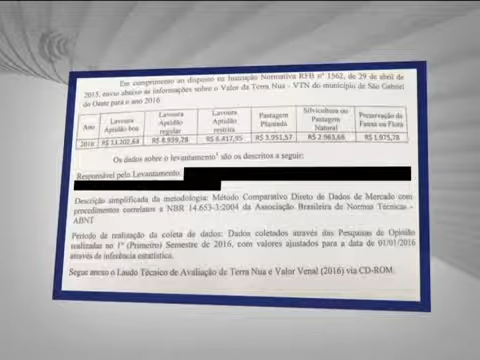 Em cumprimento ao disposto na Instrução Normativa RFB nº 1562, de 29 de abril de
2015, envio abaixo as informações sobre o Valor da Terra Nua - VTN do município de São Gabriel
do Oeste para o ano 2016
Ano Lavoura Aptidão boa Lavoura Aptidão regular Lavoura Aptidão restrita Pastagem Plantada Silvicultura ou Pastagem Natural Preservação da Fauna ou Flora
2016 R$ 13.202,68 R$ 8.939,28 R$ 6.417,95 R$ 3.951,57 R$ 2.963,68 R$ 1.975,78
Os dados sobre o levantamento¹ são os descritos a seguir:
Responsável pelo Levantamento:
Descrição simplificada da metodologia: Método Comparativo Direto de Dados de Mercado com
procedimentos correlatos a NBR 14.653-3:2004 da Associação Brasileira de Normas Técnicas -
ABNT
Período de realização da coleta de dados: Dados coletados através das Pesquisas de Opinião
realizadas no 1º (Primeiro) Semestre de 2016, com valores ajustados para a data de 01/01/2016
através de inferência estatística.
Segue anexo o Laudo Técnico de Avaliação de Terra Nua e Valor Venal (2016) via CD-ROM.